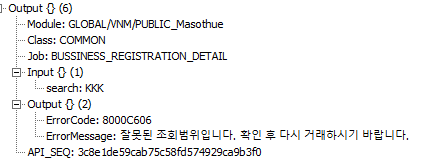 Output {} (6)
Module: GLOBAL/VNM/PUBLIC_Masothue
Class: COMMON
Job: BUSSINESS_REGISTRATION_DETAIL
Input {} (1)
search: KKK
Output {} (2)
ErrorCode: 8000C606
ErrorMessage: 잘못된 조회범위입니다. 확인 후 다시 거래하시기 바랍니다.
API_SEQ: 3c8e1de59cab75c58fd574929ca9b3f0